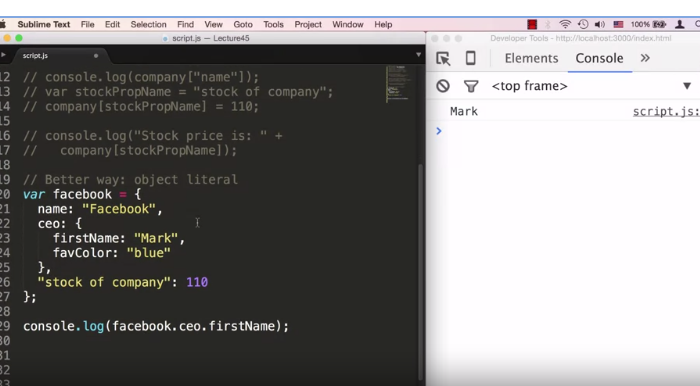 Sublime Text File Edit Selection Find View Goto Tools Project Window Help 100%
script.js — Lecture45
Developer Tools - http://localhost:3000/index.html
script.js
Elements Console »
<top frame>
Mark script.js:
>
12 // console.log(company["name"]);
13 // var stockPropName = "stock of company";
14 // company[stockPropName] = 110;
15
16 // console.log("Stock price is: " +
17 //   company[stockPropName]);
18
19 // Better way: object literal
20 var facebook = {
21   name: "Facebook",
22   ceo: {
23     firstName: "Mark",
24     favColor: "blue"
25   },
26   "stock of company": 110
27 };
28
29 console.log(facebook.ceo.firstName);
30
31
32
33